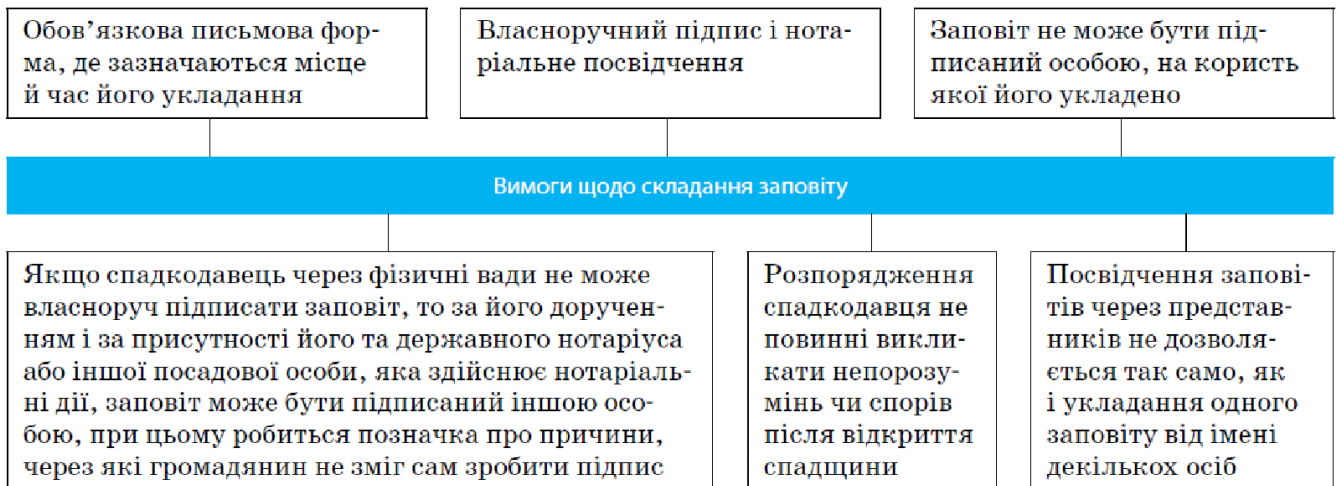 Обов’язкова письмова фор-
ма, де зазначаються місце
й час його укладання
Власноручний підпис і нота-
ріальне посвідчення
Заповіт не може бути під-
писаний особою, на користь
якої його укладено
Вимоги щодо складання заповіту
Якщо спадкодавець через фізичні вади не може
власноруч підписати заповіт, то за його доручен-
ням і за присутності його та державного нотаріуса
або іншої посадової особи, яка здійснює нотаріаль-
ні дії, заповіт може бути підписаний іншою осо-
бою, при цьому робиться позначка про причини,
через які громадянин не зміг сам зробити підпис
Розпорядження
спадкодавця не
повинні викли-
кати непорозу-
мінь чи спорів
після відкриття
спадщини
Посвідчення запові-
тів через представ-
ників не дозволя-
ється так само, як
і укладання одного
заповіту від імені
декількох осіб